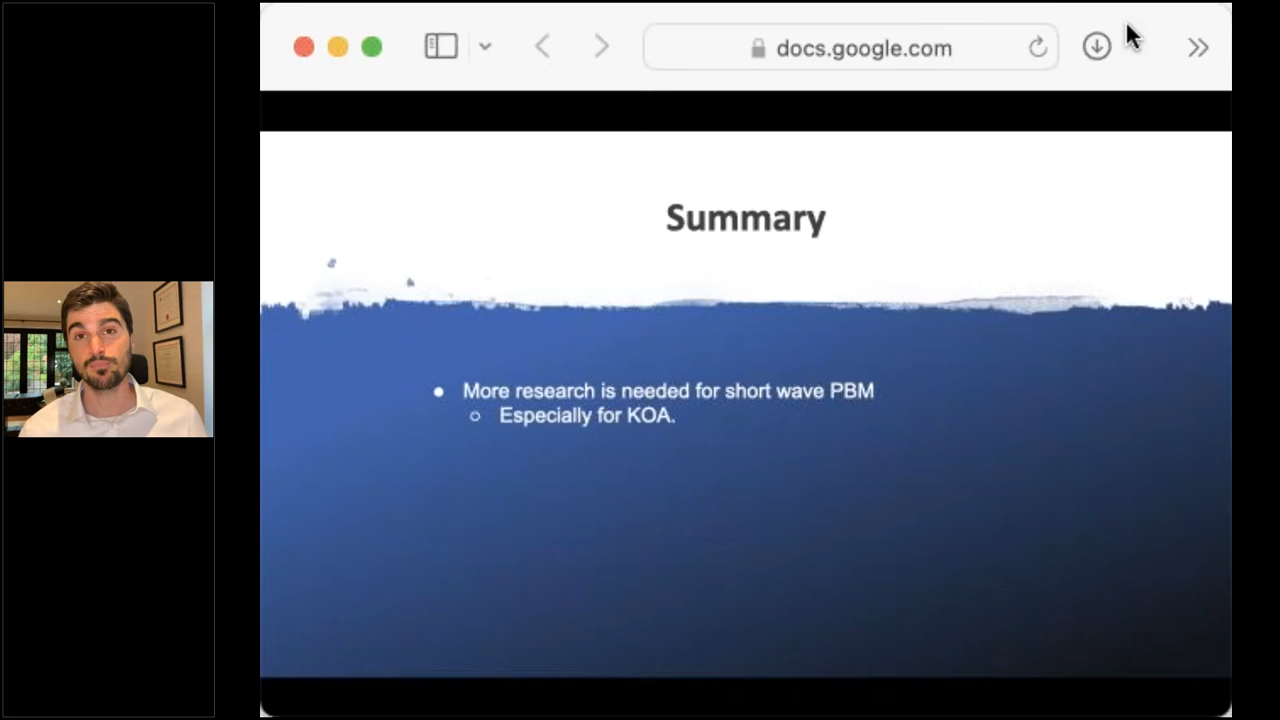 docs.google.com
Summary
● More research is needed for short wave PBM
○ Especially for KOA.